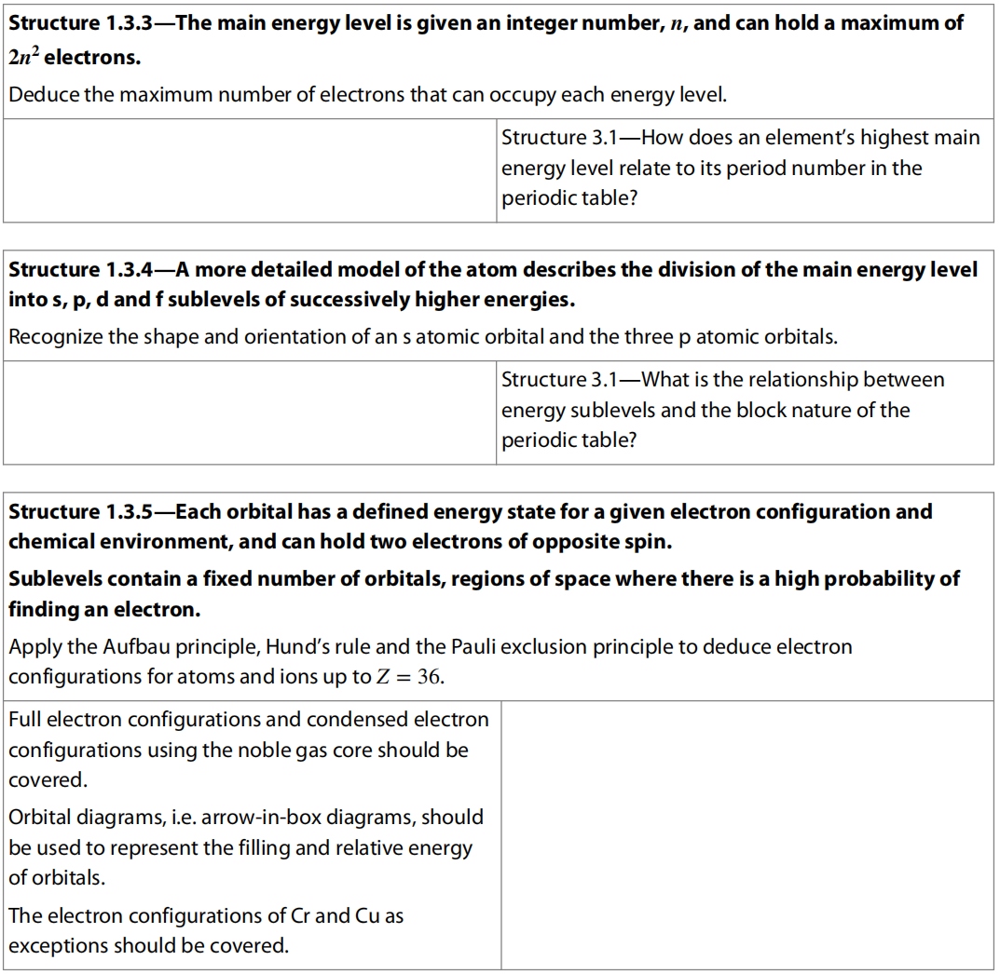 Structure 1.3.3—The main energy level is given an integer number, n, and can hold a maximum of
2n² electrons.
Deduce the maximum number of electrons that can occupy each energy level.
Structure 3.1—How does an element’s highest main
energy level relate to its period number in the
periodic table?
Structure 1.3.4—A more detailed model of the atom describes the division of the main energy level
into s, p, d and f sublevels of successively higher energies.
Recognize the shape and orientation of an s atomic orbital and the three p atomic orbitals.
Structure 3.1—What is the relationship between
energy sublevels and the block nature of the
periodic table?
Structure 1.3.5—Each orbital has a defined energy state for a given electron configuration and
chemical environment, and can hold two electrons of opposite spin.
Sublevels contain a fixed number of orbitals, regions of space where there is a high probability of
finding an electron.
Apply the Aufbau principle, Hund’s rule and the Pauli exclusion principle to deduce electron
configurations for atoms and ions up to Z = 36.
Full electron configurations and condensed electron
configurations using the noble gas core should be
covered.
Orbital diagrams, i.e. arrow-in-box diagrams, should
be used to represent the filling and relative energy
of orbitals.
The electron configurations of Cr and Cu as
exceptions should be covered.